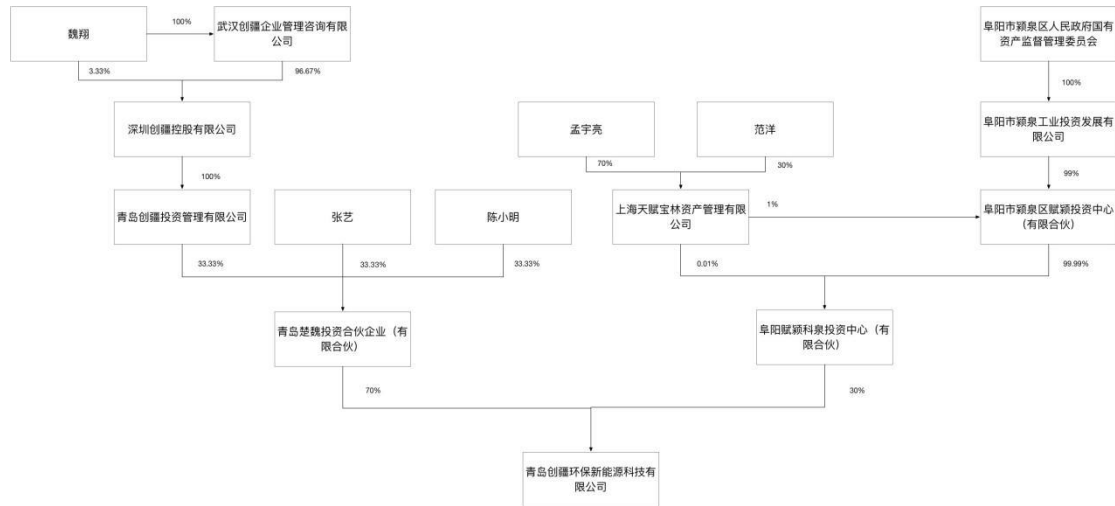 魏翔
100%
武汉创疆企业管理咨询有限
公司
阜阳市颍泉区人民政府国有
资产监督管理委员会
3.33%
96.67%
100%
深圳创疆控股有限公司
孟宇亮
范洋
阜阳市颍泉工业投资发展有
限公司
100%
70%
30%
99%
青岛创疆投资管理有限公司
张艺
陈小明
上海天赋宝林资产管理有限
公司
1%
阜阳市颍泉区赋颍投资中心
(有限合伙)
33.33%
33.33%
33.33%
0.01%
99.99%
青岛楚魏投资合伙企业（有
限合伙）
阜阳赋颍科泉投资中心（有
限合伙）
70%
30%
青岛创疆环保新能源科技有
限公司